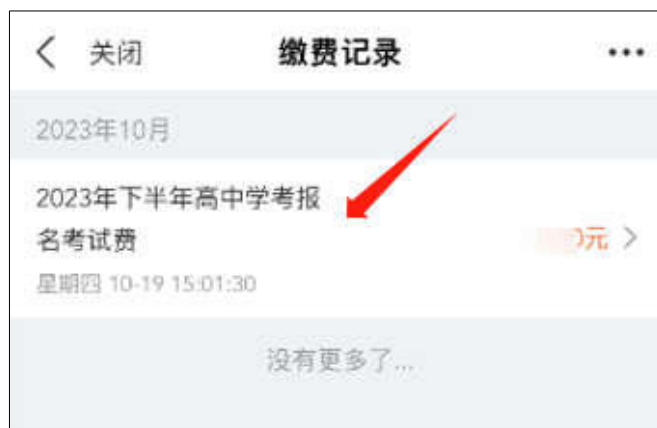 关闭 缴费记录
2023年10月
2023年下半年高中学考报
名考试费
元
星期四 10-19 15:01:30
没有更多了...